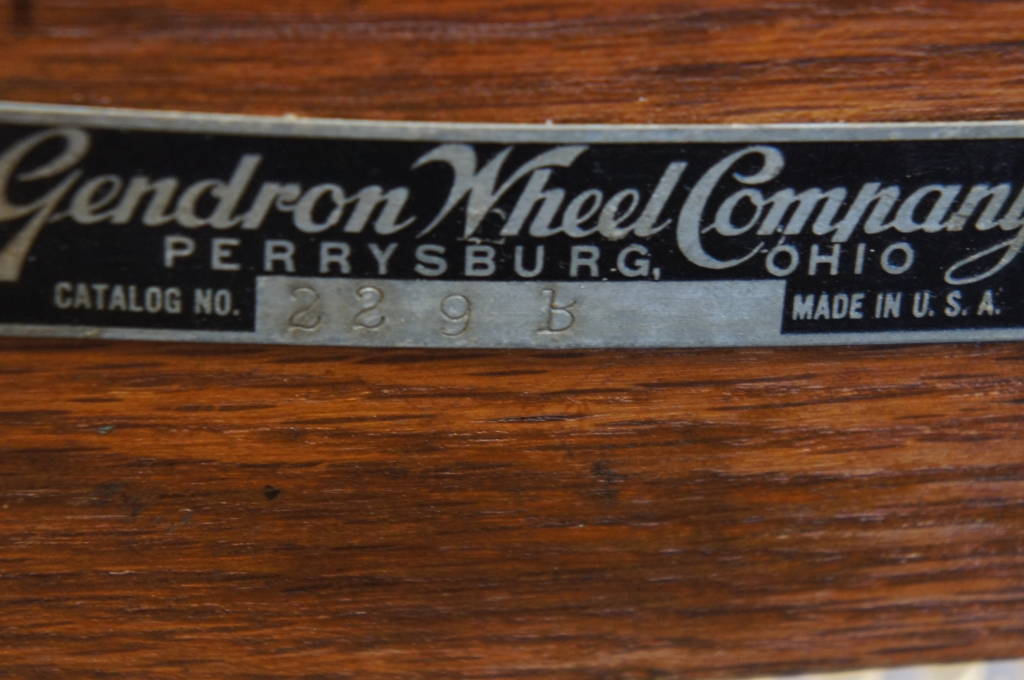 Gendron Wheel Company
PERRYSBURG, OHIO
CATALOG NO. 229 B MADE IN U.S.A.